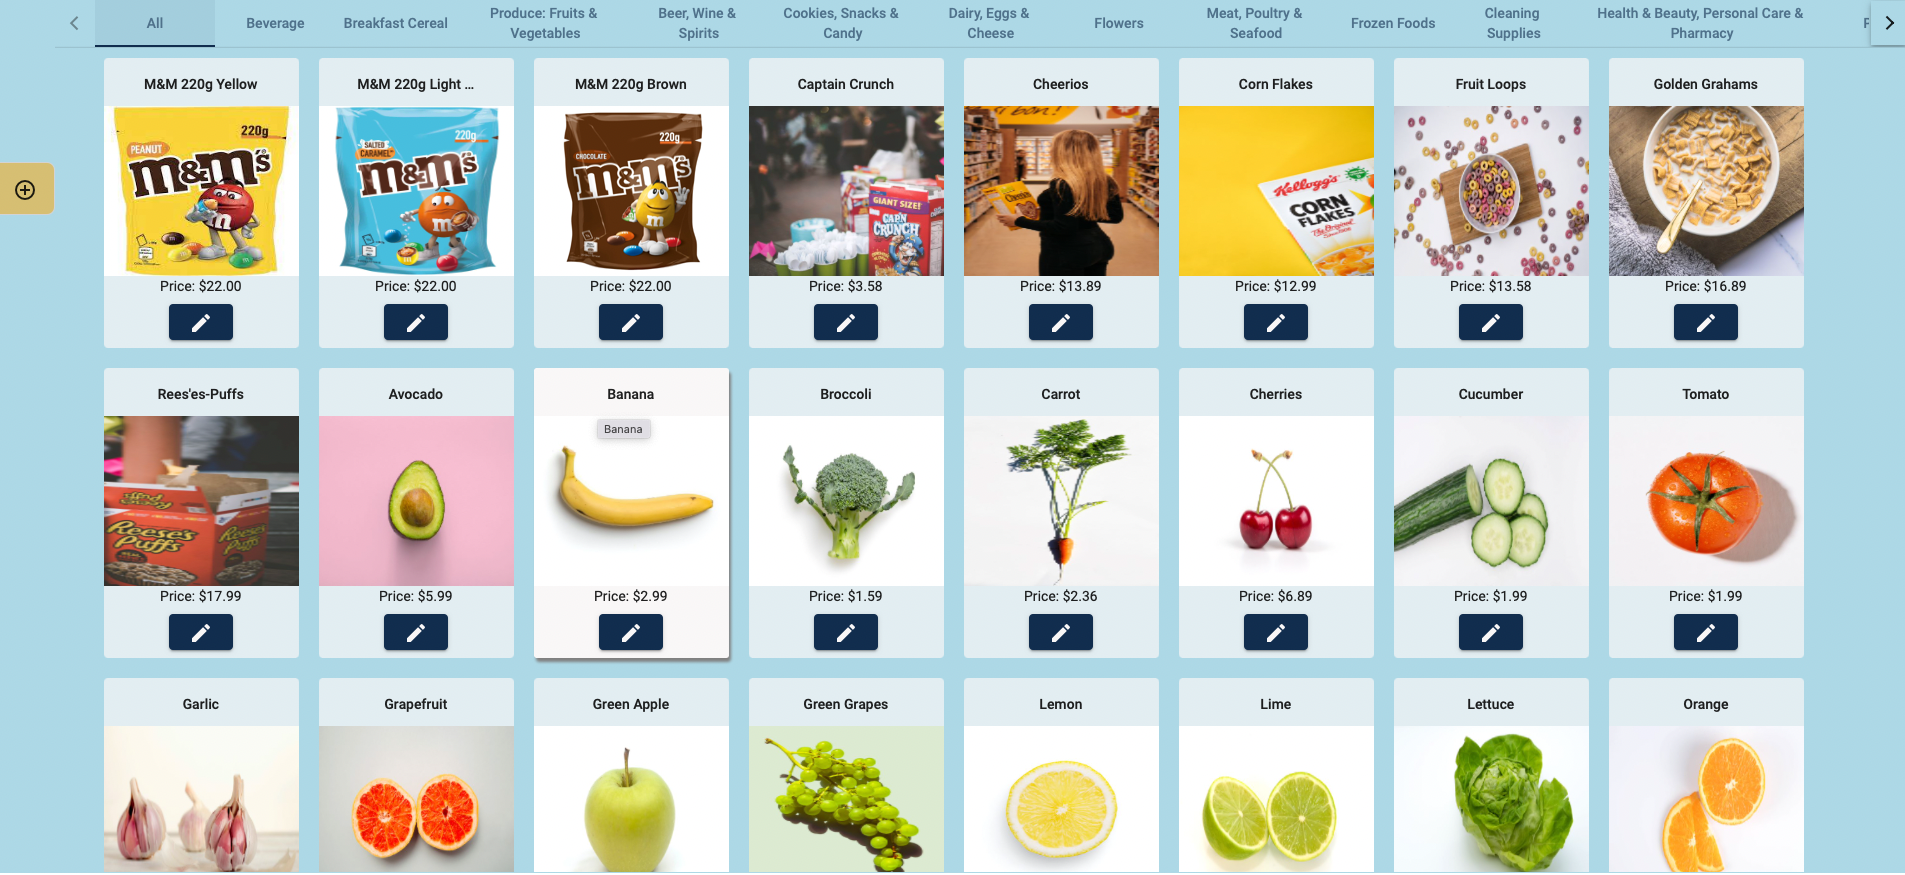 All
Beverage
Breakfast Cereal
Produce: Fruits &
Vegetables
Beer, Wine &
Spirits
Cookies, Snacks &
Candy
Dairy, Eggs &
Cheese
Flowers
Meat, Poultry &
Seafood
Frozen Foods
Cleaning
Supplies
Health & Beauty, Personal Care &
Pharmacy
M&M 220g Yellow
M&M 220g Light ...
M&M 220g Brown
Captain Crunch
Cheerios
Corn Flakes
Fruit Loops
Golden Grahams
220g
PEANUT
m&m's
m
220g
SALTED
CARAMEL
m&m's
m
220g
CHOCOLATE
m&m's
m
GIANT SIZE!
CAP'N
CRUNCH
bon!
Kellogg's
CORN
FLAKES
The Original
Price: $22.00
Price: $22.00
Price: $22.00
Price: $3.58
Price: $13.89
Price: $12.99
Price: $13.58
Price: $16.89
Rees'es-Puffs
Avocado
Banana
Broccoli
Carrot
Cherries
Cucumber
Tomato
Banana
Reese's
Puffs
Reese's
Puffs
Price: $17.99
Price: $5.99
Price: $2.99
Price: $1.59
Price: $2.36
Price: $6.89
Price: $1.99
Price: $1.99
Garlic
Grapefruit
Green Apple
Green Grapes
Lemon
Lime
Lettuce
Orange